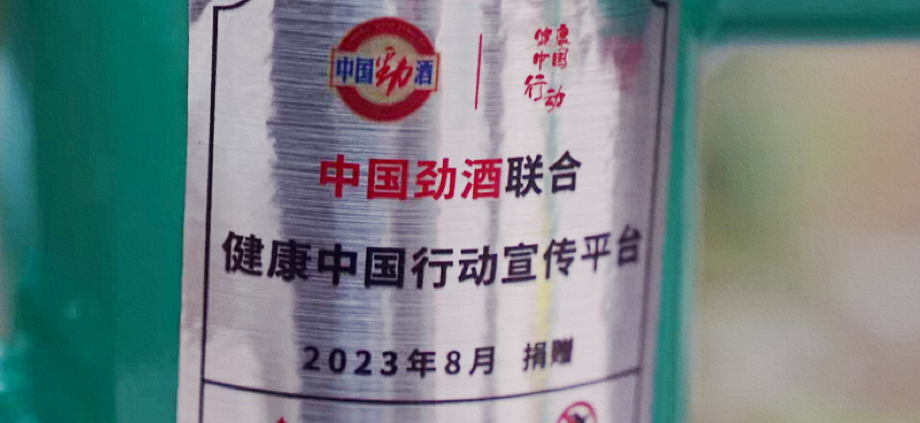 中国劲酒
健康
中国
行动
中国劲酒联合
健康中国行动宣传平台
2023年8月 捐赠